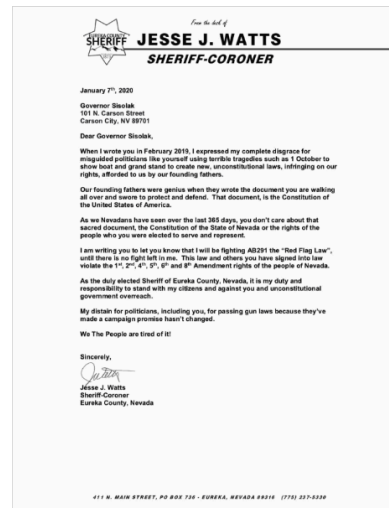 From the desk of
EUREKA COUNTY
SHERIFF
JESSE J. WATTS
SHERIFF-CORONER
January 7th, 2020
Governor Sisolak
101 N. Carson Street
Carson City, NV 89701
Dear Governor Sisolak,
When I wrote you in February 2019, I expressed my complete disgrace for
misguided politicians like yourself using terrible tragedies such as 1 October to
show boat and grand stand to create new, unconstitutional laws, infringing on our
rights, afforded to us by our founding fathers.
Our founding fathers were genius when they wrote the document you are walking
all over and swore to protect and defend. That document, is the Constitution of
the United States of America.
As we Nevadans have seen over the last 365 days, you don't care about that
sacred document, the Constitution of the State of Nevada or the rights of the
people who you were elected to serve and represent.
I am writing you to let you know that I will be fighting AB291 the “Red Flag Law”,
until there is no fight left in me. This law and others you have signed into law
violate the 1st, 2nd, 4th, 5th, 6th and 8th Amendment rights of the people of Nevada.
As the duly elected Sheriff of Eureka County, Nevada, it is my duty and
responsibility to stand with my citizens and against you and unconstitutional
government overreach.
My distain for politicians, including you, for passing gun laws because they've
made a campaign promise hasn't changed.
We The People are tired of it!
Sincerely,
Jesse J. Watts
Sheriff-Coroner
Eureka County, Nevada
411 N. MAIN STREET, PO BOX 736 - EUREKA, NEVADA 89316 (775) 237-5330